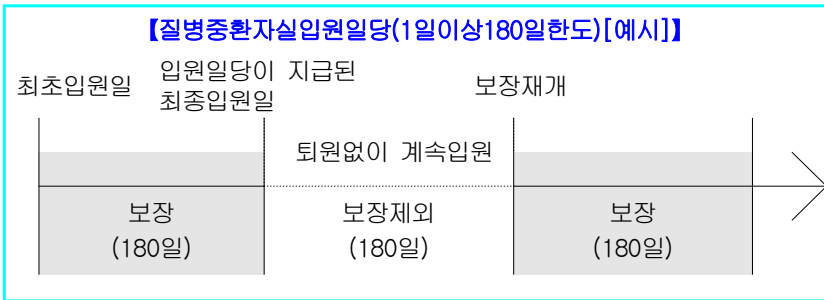 【질병중환자실입원일당(1일이상180일한도)[예시]】
최초입원일
입원일당이 지급된
최종입원일
보장재개
퇴원없이 계속입원
보장
(180일)
보장제외
(180일)
보장
(180일)